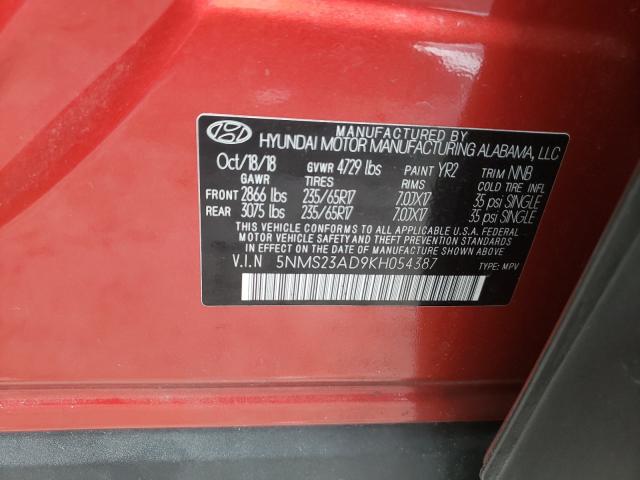 MANUFACTURED BY
HYUNDAI MOTOR MANUFACTURING ALABAMA, LLC
Oct/18/18 GVWR 4729 lbs PAINT YR2 TRIM NNB
GAWR TIRES RIMS COLD TIRE INFL
FRONT 2866 lbs 235/65R17 7.0JX17 35 psi SINGLE
REAR 3075 lbs 235/65R17 7.0JX17 35 psi SINGLE
THIS VEHICLE CONFORMS TO ALL APPLICABLE FEDERAL
MOTOR VEHICLE SAFETY AND THEFT PREVENTION STANDARDS
IN EFFECT ON THE DATE OF MANUFACTURE SHOWN ABOVE.
V.I.N 5NMS23AD9KH054387 TYPE: MPV